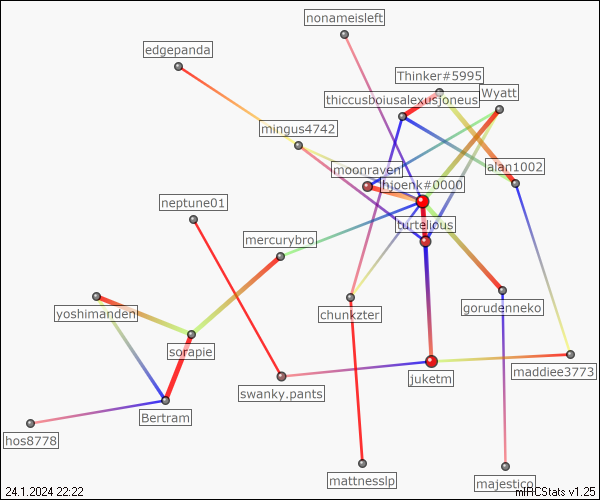 nonameisleft
edgepanda
Thinker#5995
Wyatt
thiccusboiusalexusjoneus
mingus4742
moonraven
alan1002
hjoenk#0000
neptune01
turtelious
mercurybro
yoshimanden
chunkzter
gorudenneko
sorapie
juketm
maddiee3773
swanky.pants
Bertram
hos8778
mattnesslp
majestico
24.1.2024 22:22
mIRCStats v1.25